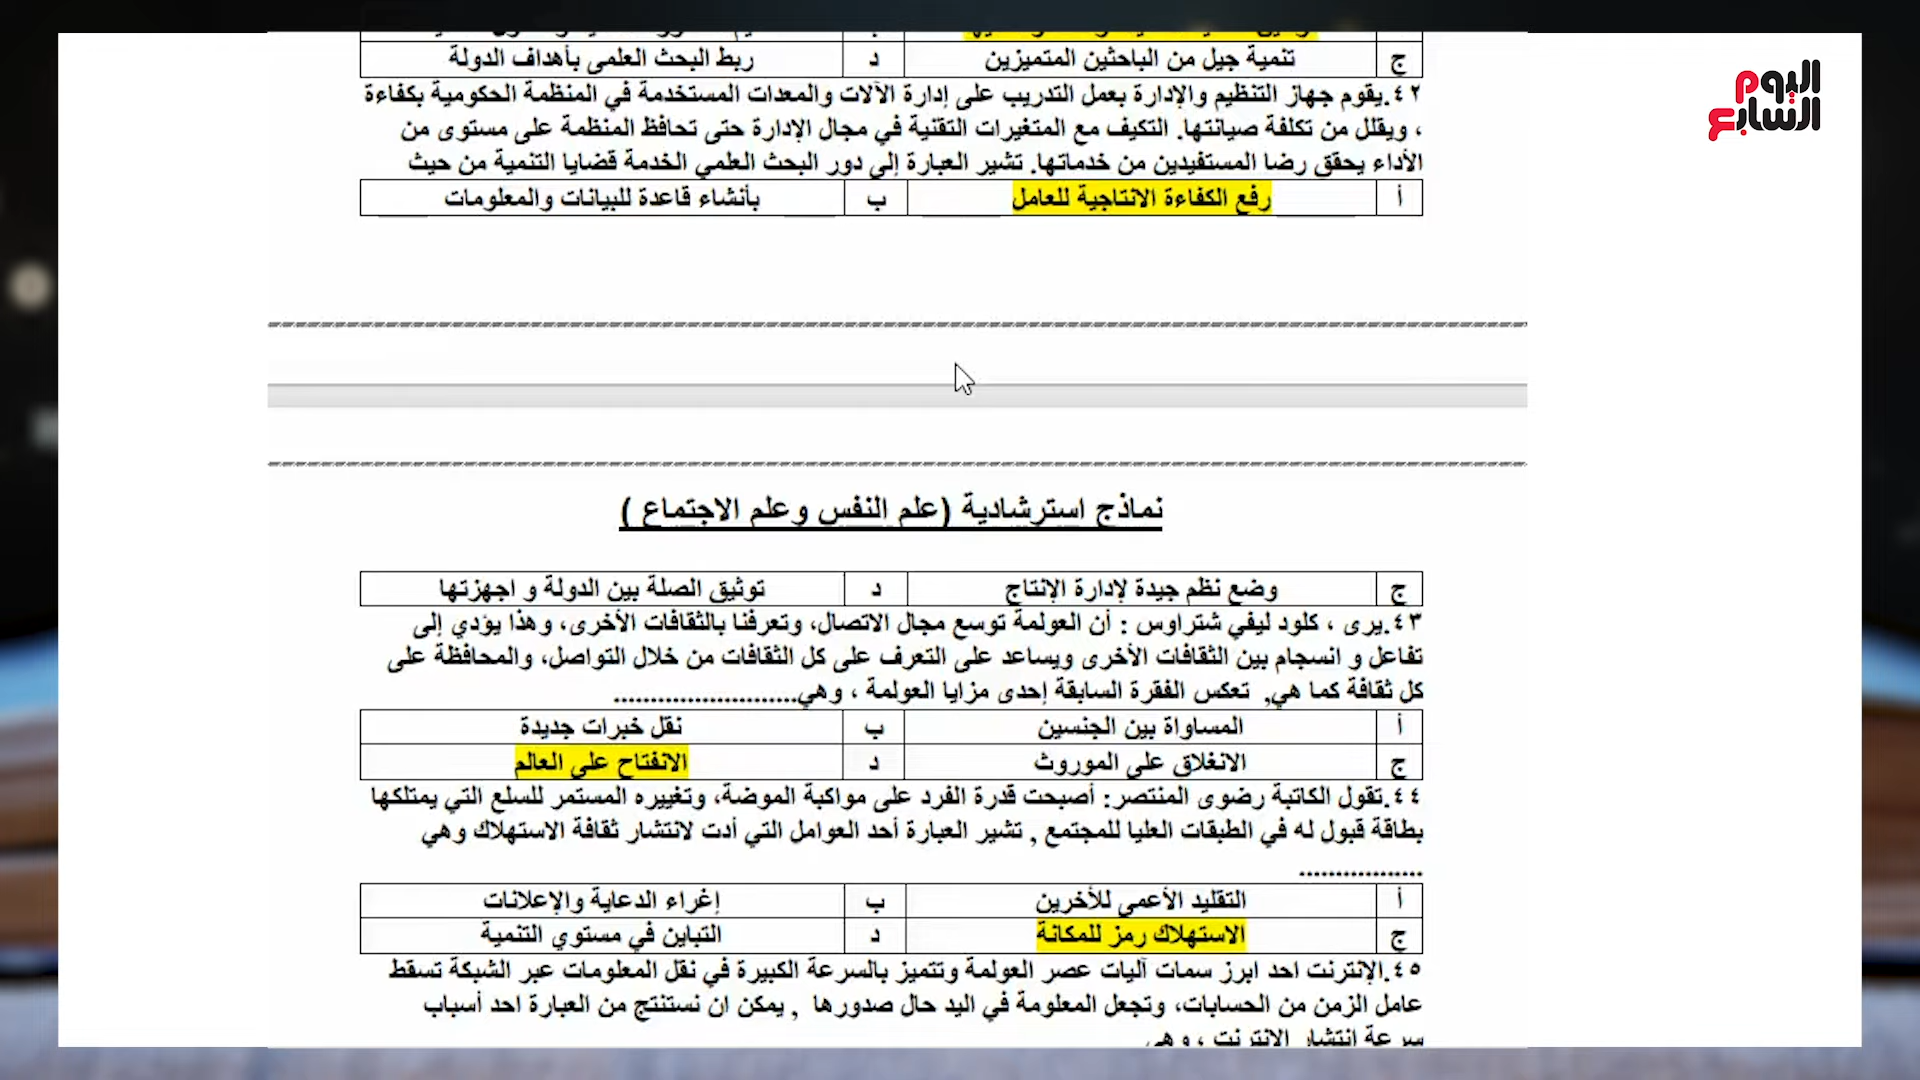 اليوم السابع
ج تنمية جيل من الباحثين المتميزين د ربط البحث العلمى بأهداف الدولة
٤٢.يقوم جهاز التنظيم والإدارة بعمل التدريب على إدارة الآلات والمعدات المستخدمة في المنظمة الحكومية بكفاءة
، ويقلل من تكلفة صيانتها. التكيف مع المتغيرات التقنية في مجال الإدارة حتى تحافظ المنظمة على مستوى من
الأداء يحقق رضا المستفيدين من خدماتها. تشير العبارة إلي دور البحث العلمي الخدمة قضايا التنمية من حيث
أ رفع الكفاءة الانتاجية للعامل ب بأنشاء قاعدة للبيانات والمعلومات
نماذج استرشادية (علم النفس وعلم الاجتماع )
ج وضع نظم جيدة لإدارة الإنتاج د توثيق الصلة بين الدولة و اجهزتها
٤٣.يرى ، كلود ليفي شتراوس : أن العولمة توسع مجال الاتصال، وتعرفنا بالثقافات الأخرى، وهذا يؤدي إلى
تفاعل و انسجام بين الثقافات الأخرى ويساعد على التعرف على كل الثقافات من خلال التواصل، والمحافظة على
كل ثقافة كما هي, تعكس الفقرة السابقة إحدى مزايا العولمة ، وهي.........................
أ المساواة بين الجنسين ب نقل خبرات جديدة
ج الانغلاق علي الموروث د الانفتاح علي العالم
٤٤.تقول الكاتبة رضوى المنتصر: أصبحت قدرة الفرد على مواكبة الموضة، وتغييره المستمر للسلع التي يمتلكها
بطاقة قبول له في الطبقات العليا للمجتمع , تشير العبارة أحد العوامل التي أدت لانتشار ثقافة الاستهلاك وهي
.................
أ التقليد الأعمى للأخرين ب إغراء الدعاية والإعلانات
ج الاستهلاك رمز للمكانة د التباين في مستوي التنمية
٤٥.الإنترنت احد ابرز سمات آليات عصر العولمة وتتميز بالسرعة الكبيرة في نقل المعلومات عبر الشبكة تسقط
عامل الزمن من الحسابات، وتجعل المعلومة في اليد حال صدورها , يمكن ان نستنتج من العبارة احد أسباب
سرعة انتشار الانترنت ، وهي